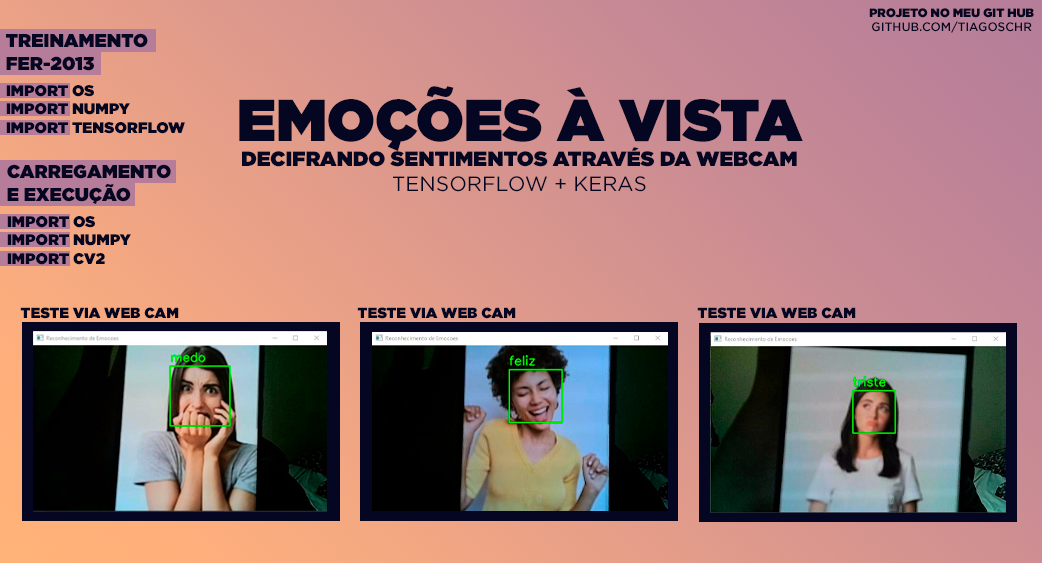 PROJETO NO MEU GIT HUB
GITHUB.COM/TIAGOSCHR
TREINAMENTO
FER-2013
IMPORT OS
IMPORT NUMPY
IMPORT TENSORFLOW
CARREGAMENTO
E EXECUÇÃO
IMPORT OS
IMPORT NUMPY
IMPORT CV2
EMOÇÕES À VISTA
DECIFRANDO SENTIMENTOS ATRAVÉS DA WEBCAM
TENSORFLOW + KERAS
TESTE VIA WEB CAM
Reconhecimento de Emocoes
medo
TESTE VIA WEB CAM
Reconhecimento de Emocoes
feliz
TESTE VIA WEB CAM
Reconhecimento de Emocoes
triste